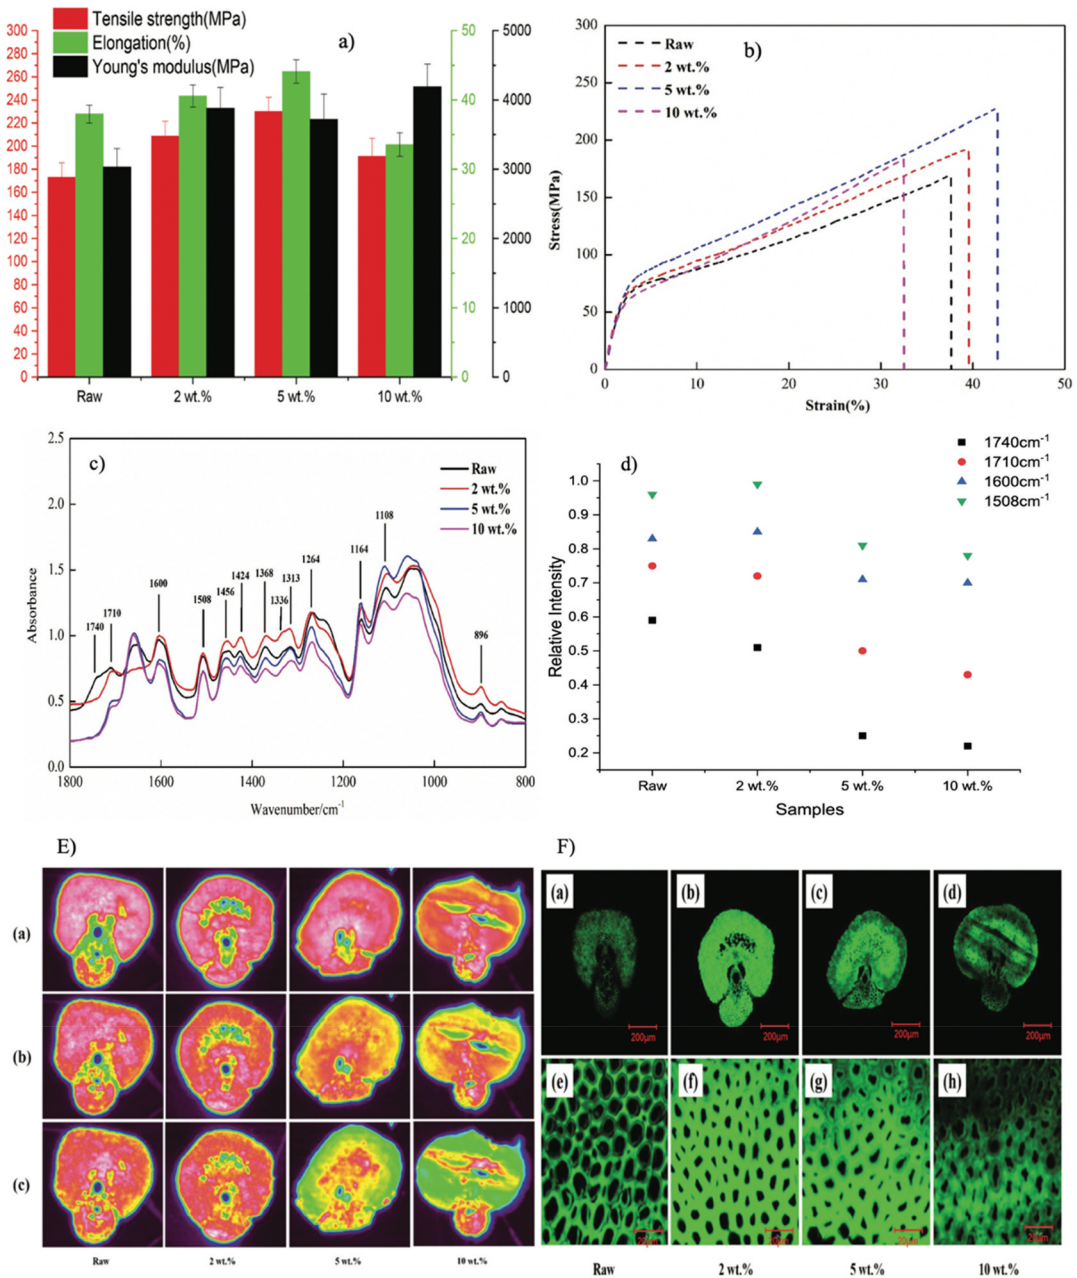 Tensile strength(MPa)
Elongation(%)
Young's modulus(MPa)
a)
300
280
260
240
220
200
180
160
140
120
100
80
60
40
20
0
50
40
30
20
10
0
5000
4000
3000
2000
1000
0
Raw 2 wt.% 5 wt.% 10 wt.%
b)
Raw
2 wt.%
5 wt.%
10 wt.%
Stress(MPa)
300
250
200
150
100
50
0
0 10 20 30 40 50
Strain(%)
c)
Raw
2 wt.%
5 wt.%
10 wt.%
Absorbance
2.5
2.0
1.5
1.0
0.5
0.0
1740 1710 1600 1508 1456 1424 1368 1336 1313 1264 1164 1108 896
1800 1600 1400 1200 1000 800
Wavenumber/cm-1
d)
1740cm-1
1710cm-1
1600cm-1
1508cm-1
Relative Intensity
1.0
0.9
0.8
0.7
0.6
0.5
0.4
0.3
0.2
Raw 2 wt.% 5 wt.% 10 wt.%
Samples
E)
(a)
(b)
(c)
Raw 2 wt.% 5 wt.% 10 wt.%
F)
(a) (b) (c) (d)
200μm 200μm 200μm 200μm
(e) (f) (g) (h)
Raw 2 wt.% 5 wt.% 10 wt.%